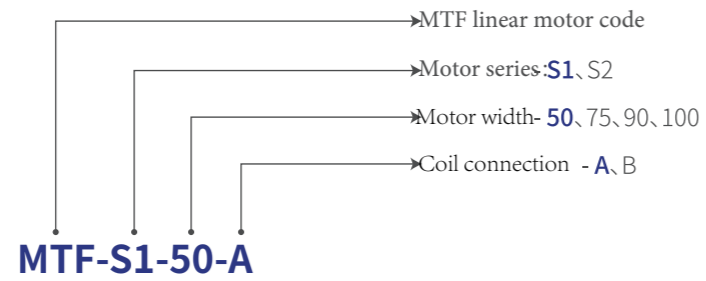 MTF linear motor code
Motor series-:S1、S2
Motor width- 50、75、90、100
Coil connection - A、B
MTF-S1-50-A